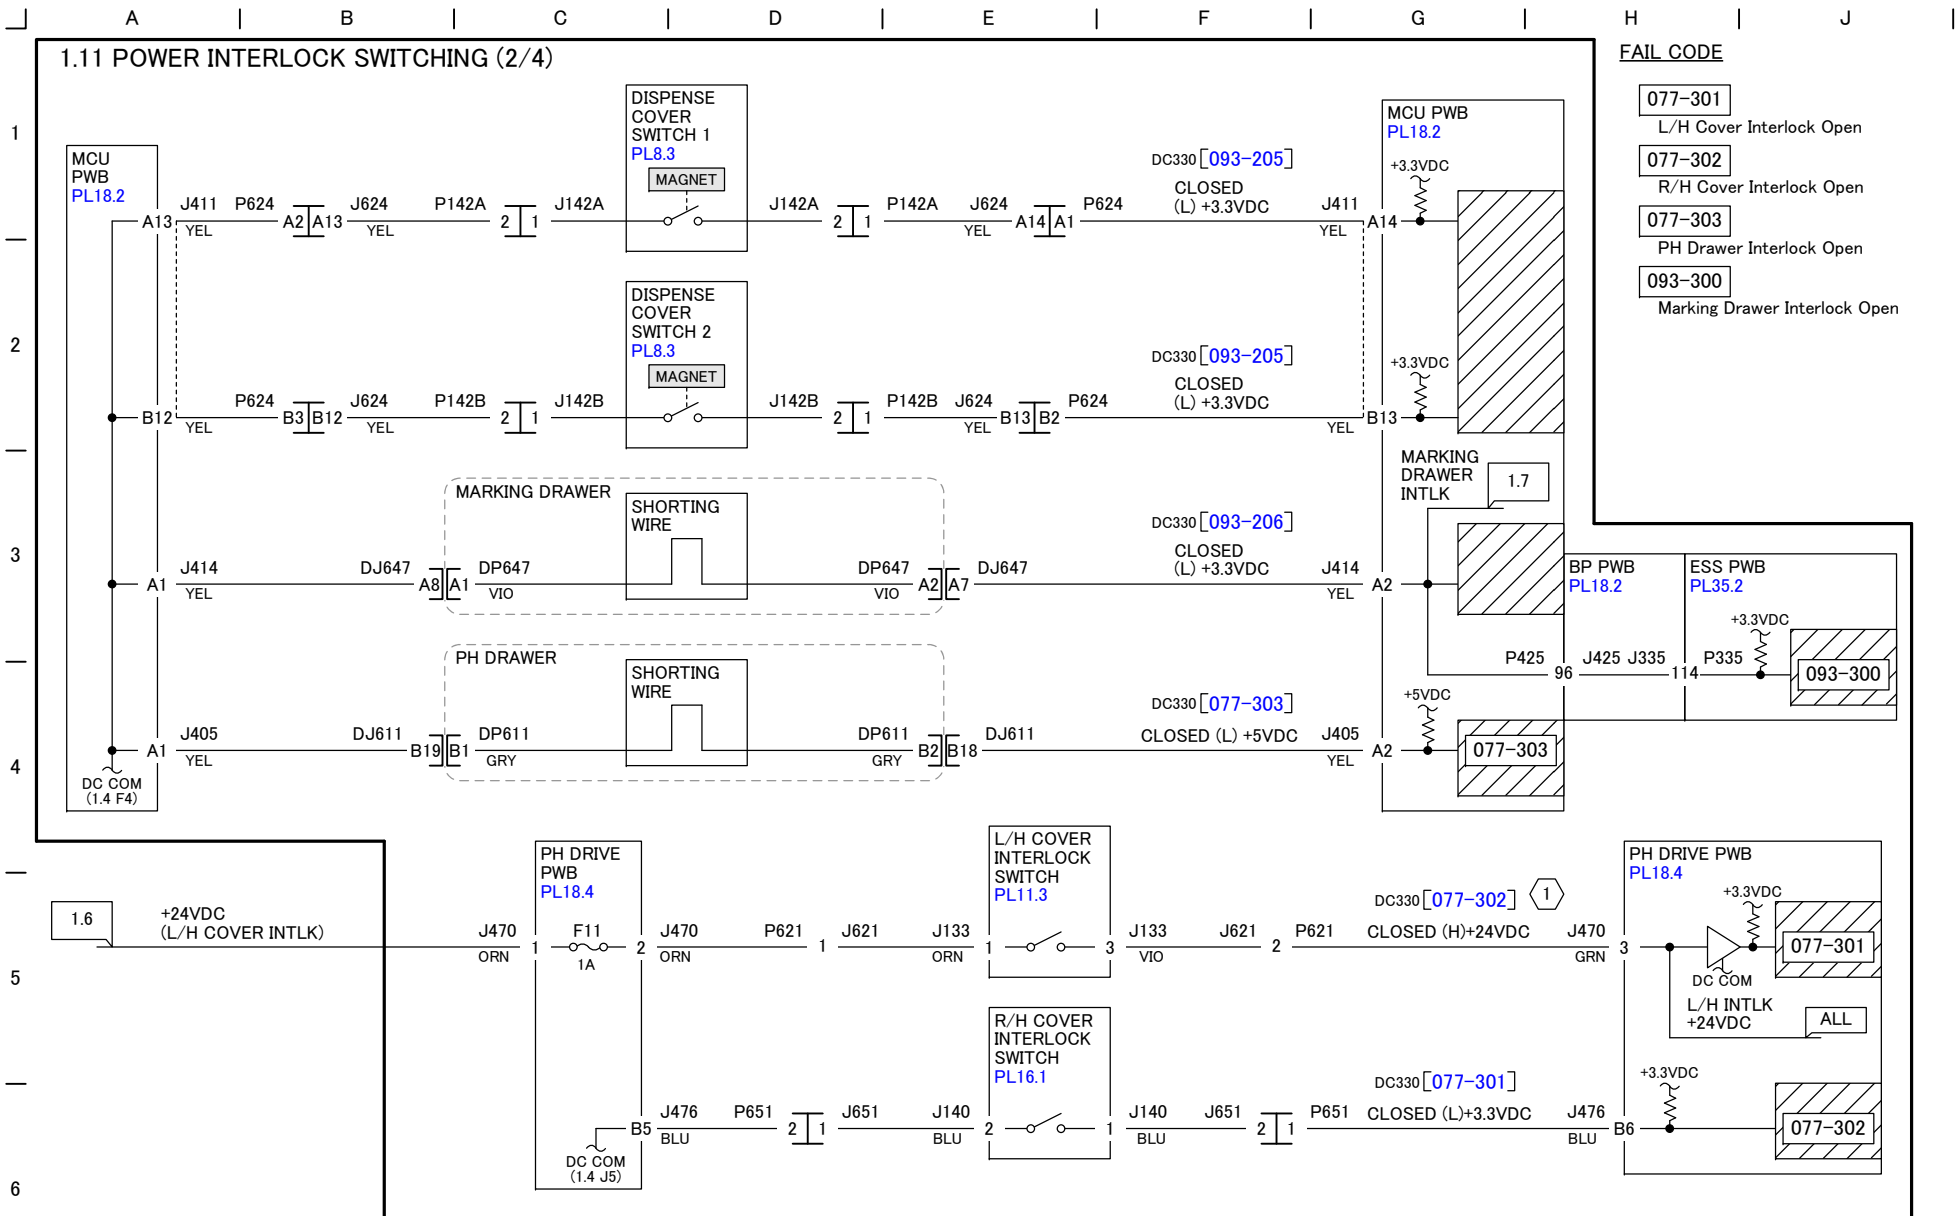 A B C D E F G H J
1.11 POWER INTERLOCK SWITCHING (2/4)
FAIL CODE
077-301
L/H Cover Interlock Open
077-302
R/H Cover Interlock Open
077-303
PH Drawer Interlock Open
093-300
Marking Drawer Interlock Open
1
MCU
PWB
PL18.2
DISPENSE
COVER
SWITCH 1
PL8.3
MAGNET
DC330 [093-205]
CLOSED
(L) +3.3VDC
MCU PWB
PL18.2
+3.3VDC
A13 J411 YEL P624 A2 A13 J624 YEL P142A 2 1 J142A J142A 2 1 P142A J624 YEL A14 A1 P624 J411 YEL A14
2
DISPENSE
COVER
SWITCH 2
PL8.3
MAGNET
DC330 [093-205]
CLOSED
(L) +3.3VDC
+3.3VDC
B12 YEL P624 B3 B12 J624 YEL P142B 2 1 J142B J142B 2 1 P142B J624 YEL B13 B2 P624 YEL B13
3
MARKING DRAWER
SHORTING
WIRE
DC330 [093-206]
CLOSED
(L) +3.3VDC
MARKING
DRAWER
INTLK
1.7
A1 J414 YEL DJ647 A8 A1 DP647 VIO DP647 VIO A2 A7 DJ647 J414 YEL A2
BP PWB
PL18.2
ESS PWB
PL35.2
+3.3VDC
P425 96 J425 J335 114 P335 093-300
4
PH DRAWER
SHORTING
WIRE
DC330 [077-303]
CLOSED (L) +5VDC
+5VDC
A1 J405 YEL DJ611 B19 B1 DP611 GRY DP611 GRY B2 B18 DJ611 J405 YEL A2 077-303
DC COM
(1.4 F4)
5
1.6
+24VDC
(L/H COVER INTLK)
PH DRIVE
PWB
PL18.4
L/H COVER
INTERLOCK
SWITCH
PL11.3
DC330 [077-302] 1
CLOSED (H)+24VDC
PH DRIVE PWB
PL18.4
+3.3VDC
J470 ORN 1 F11 1A 2 J470 ORN P621 1 J621 J133 ORN 1 3 J133 VIO J621 2 P621 J470 GRN 3 077-301
DC COM
L/H INTLK
+24VDC
ALL
6
R/H COVER
INTERLOCK
SWITCH
PL16.1
DC330 [077-301]
CLOSED (L)+3.3VDC
+3.3VDC
B5 J476 BLU P651 2 1 J651 J140 BLU 2 1 J140 BLU J651 2 1 P651 J476 BLU B6 077-302
DC COM
(1.4 J5)